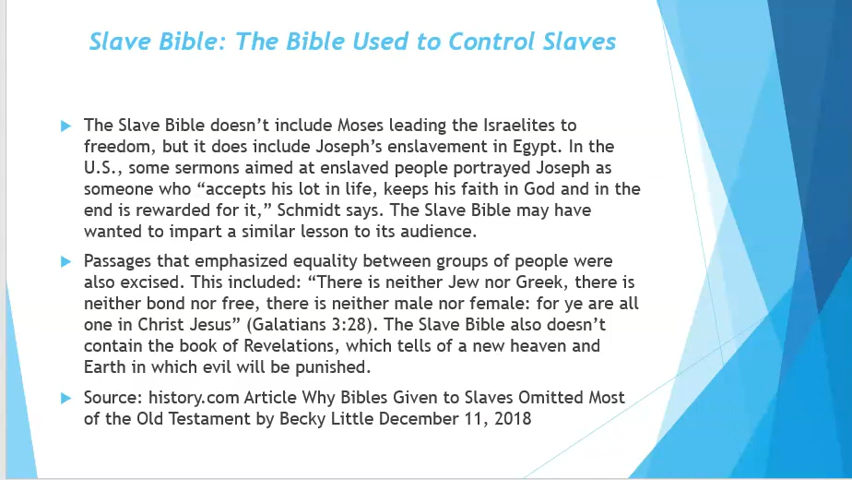 Slave Bible: The Bible Used to Control Slaves
The Slave Bible doesn't include Moses leading the Israelites to
freedom, but it does include Joseph's enslavement in Egypt. In the
U.S., some sermons aimed at enslaved people portrayed Joseph as
someone who “accepts his lot in life, keeps his faith in God and in the
end is rewarded for it,” Schmidt says. The Slave Bible may have
wanted to impart a similar lesson to its audience.
Passages that emphasized equality between groups of people were
also excised. This included: “There is neither Jew nor Greek, there is
neither bond nor free, there is neither male nor female: for ye are all
one in Christ Jesus” (Galatians 3:28). The Slave Bible also doesn't
contain the book of Revelations, which tells of a new heaven and
Earth in which evil will be punished.
Source: history.com Article Why Bibles Given to Slaves Omitted Most
of the Old Testament by Becky Little December 11, 2018